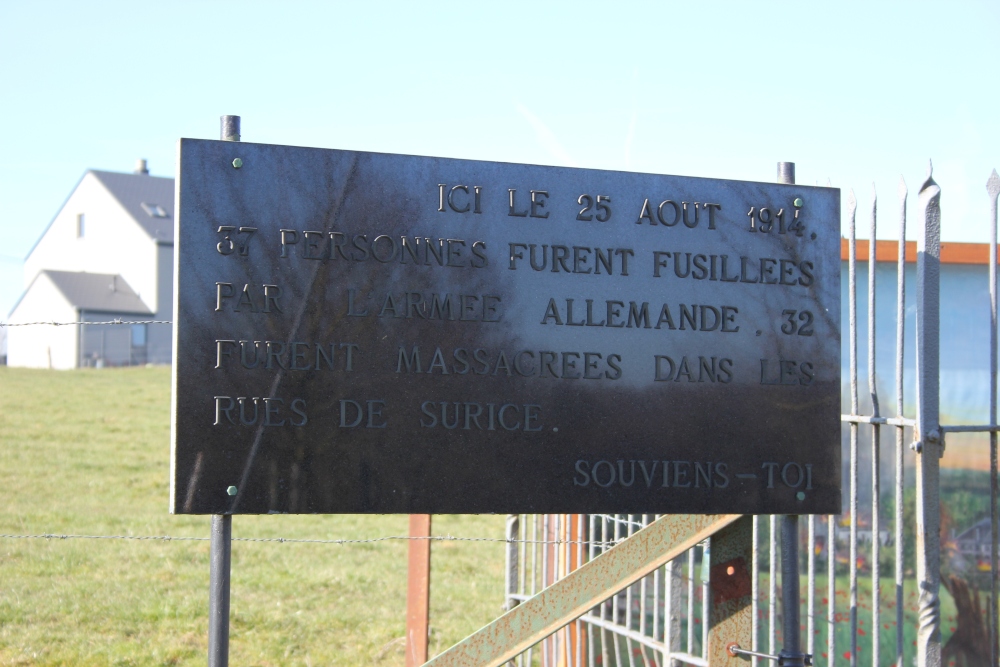 ICI LE 25 AOUT 1914.
37 PERSONNES FURENT FUSILLEES
PAR L'ARMEE ALLEMANDE. 32
FURENT MASSACREES DANS LES
RUES DE SURICE.
SOUVIENS-TOI